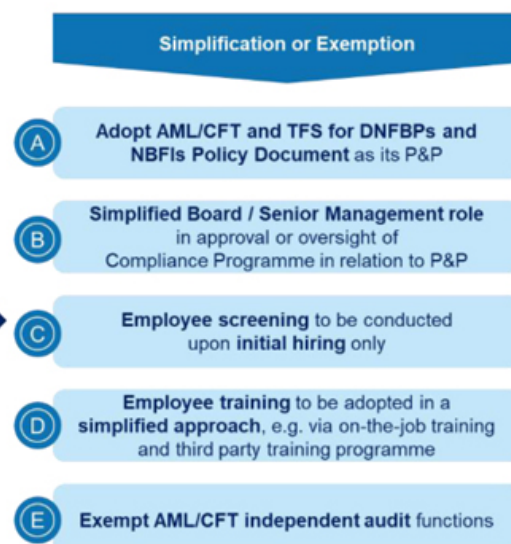 Simplification or Exemption
A
Adopt AML/CFT and TFS for DNFBPs and
NBFIs Policy Document as its P&P
B
Simplified Board / Senior Management role
in approval or oversight of
Compliance Programme in relation to P&P
C
Employee screening to be conducted
upon initial hiring only
D
Employee training to be adopted in a
simplified approach, e.g. via on-the-job training
and third party training programme
E
Exempt AML/CFT independent audit functions